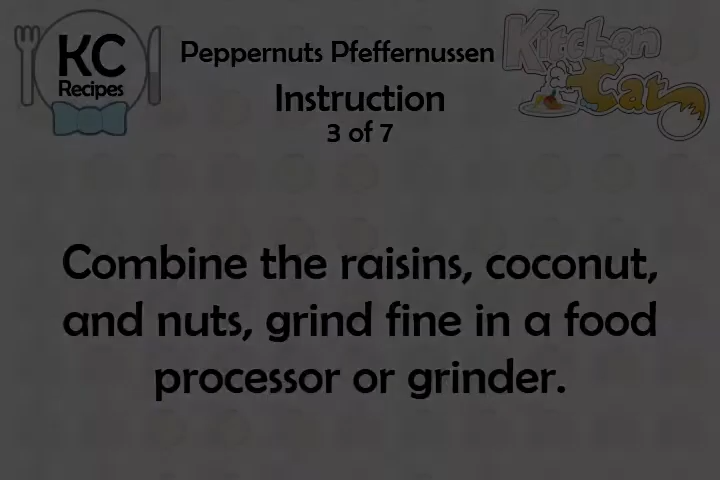 KC
Recipes
Peppernuts Pfeffernussen
Kitchen
Cat
Instruction
3 of 7
Combine the raisins, coconut,
and nuts, grind fine in a food
processor or grinder.